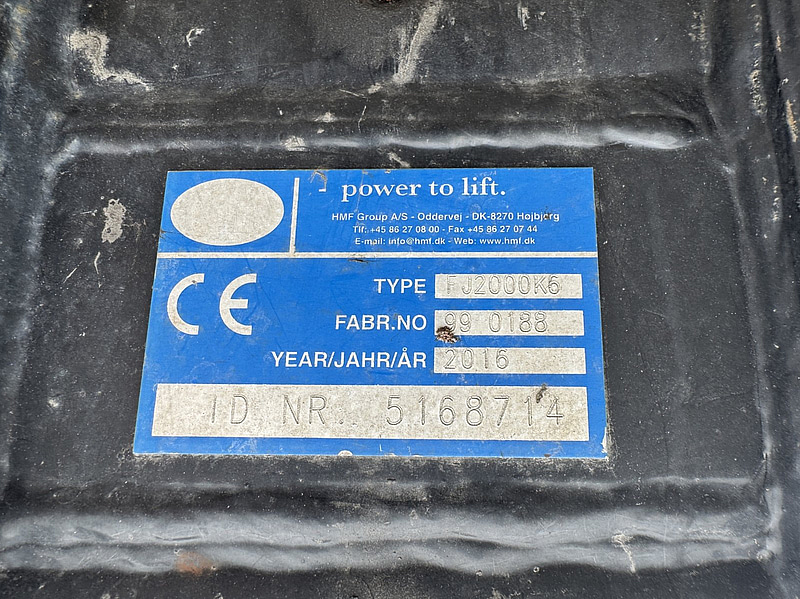 - power to lift.
HMF Group A/S - Oddervej - DK-8270 Højbjerg
Tlf: +45 86 27 08 00 - Fax +45 86 27 07 44
E-mail: info@hmf.dk - Web: www.hmf.dk
CE
TYPE FJ2000K6
FABR.NO 99 0188
YEAR/JAHR/ÅR 2016
ID NR. 5168714